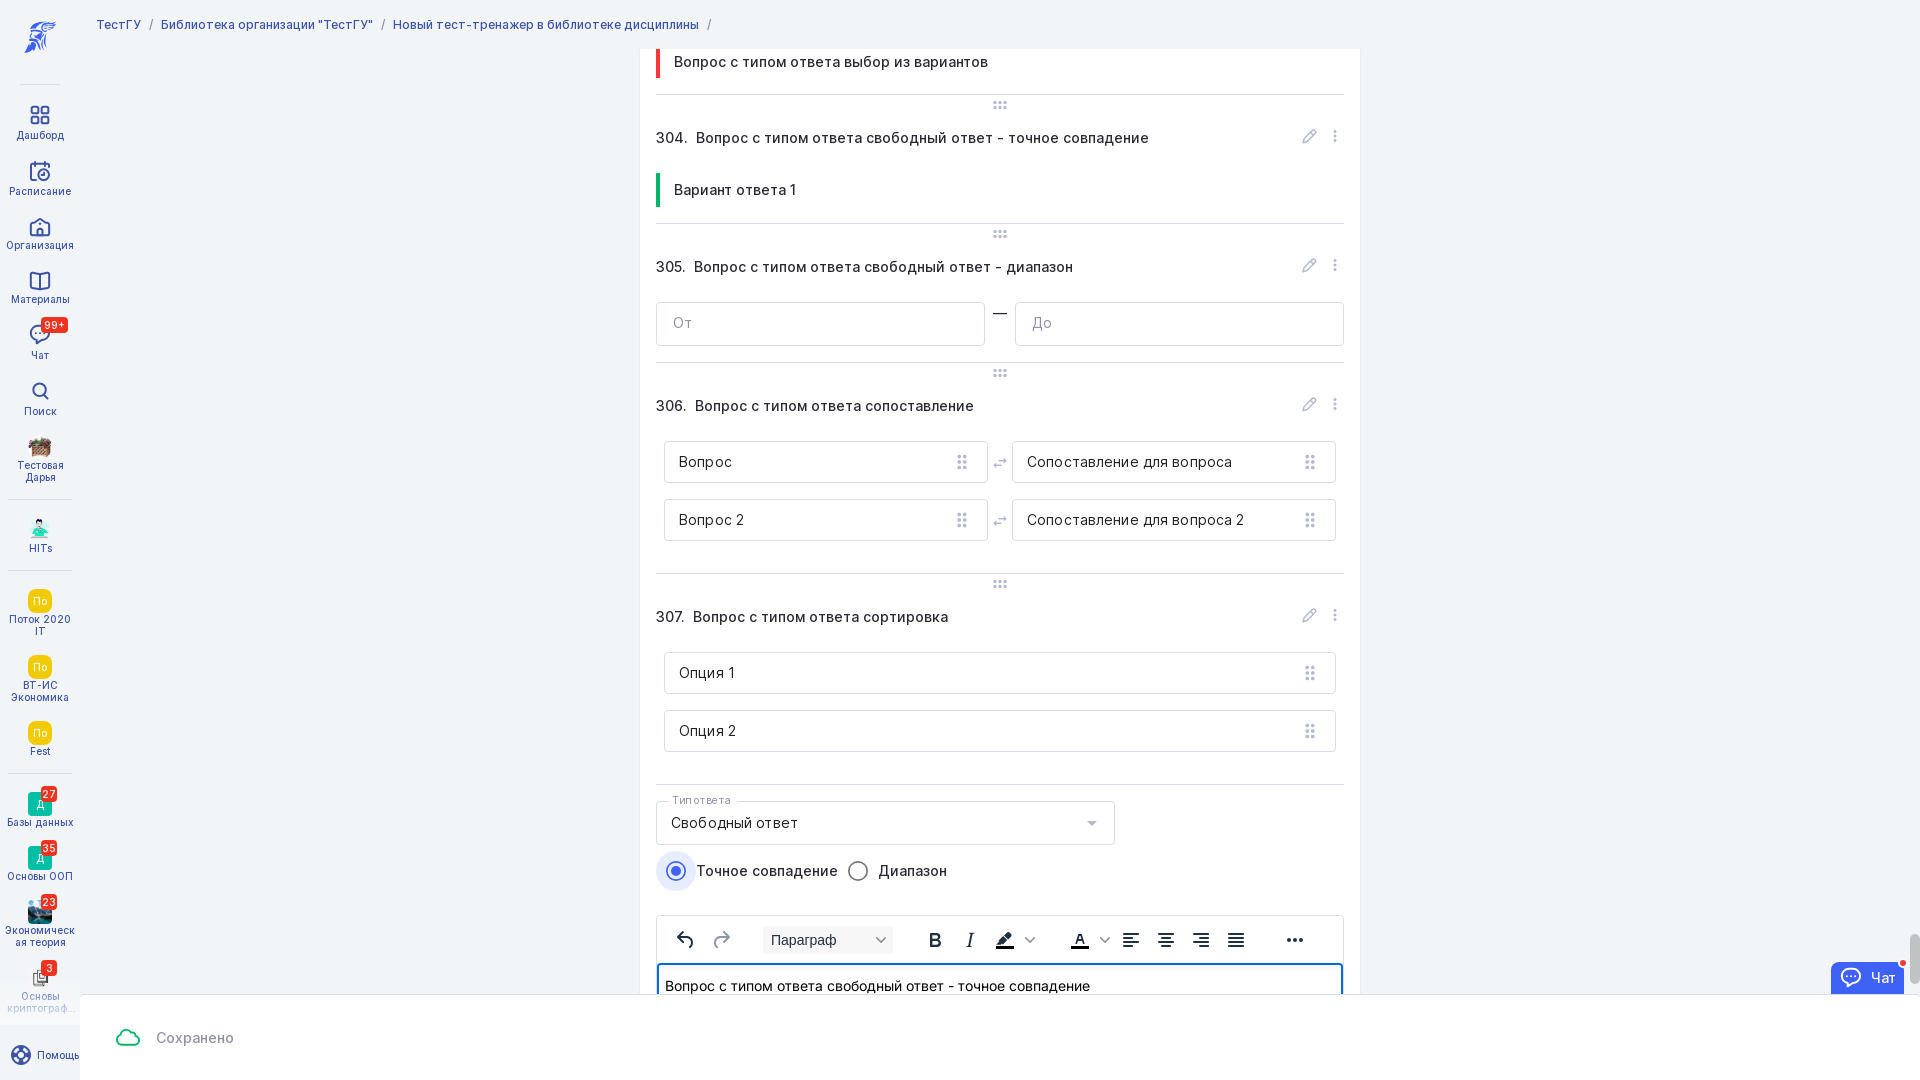 ТестГУ / Библиотека организации "ТестГУ" / Новый тест-тренажер в библиотеке дисциплины /
Дашборд
Расписание
Организация
Материалы
99+
Чат
Поиск
Тестовая
Дарья
HITs
По
Поток 2020
IT
По
ВТ-ИС
Экономика
По
Fest
27
Д
Базы данных
35
Д
Основы ООП
23
Экономическ
ая теория
3
Основы
криптограф...
Помощь
Вопрос с типом ответа выбор из вариантов
304. Вопрос с типом ответа свободный ответ - точное совпадение
Вариант ответа 1
305. Вопрос с типом ответа свободный ответ - диапазон
От — До
306. Вопрос с типом ответа сопоставление
Вопрос Сопоставление для вопроса
Вопрос 2 Сопоставление для вопроса 2
307. Вопрос с типом ответа сортировка
Опция 1
Опция 2
Тип ответа
Свободный ответ
Точное совпадение Диапазон
Параграф B I A
Вопрос с типом ответа свободный ответ - точное совпадение
Чат
Сохранено